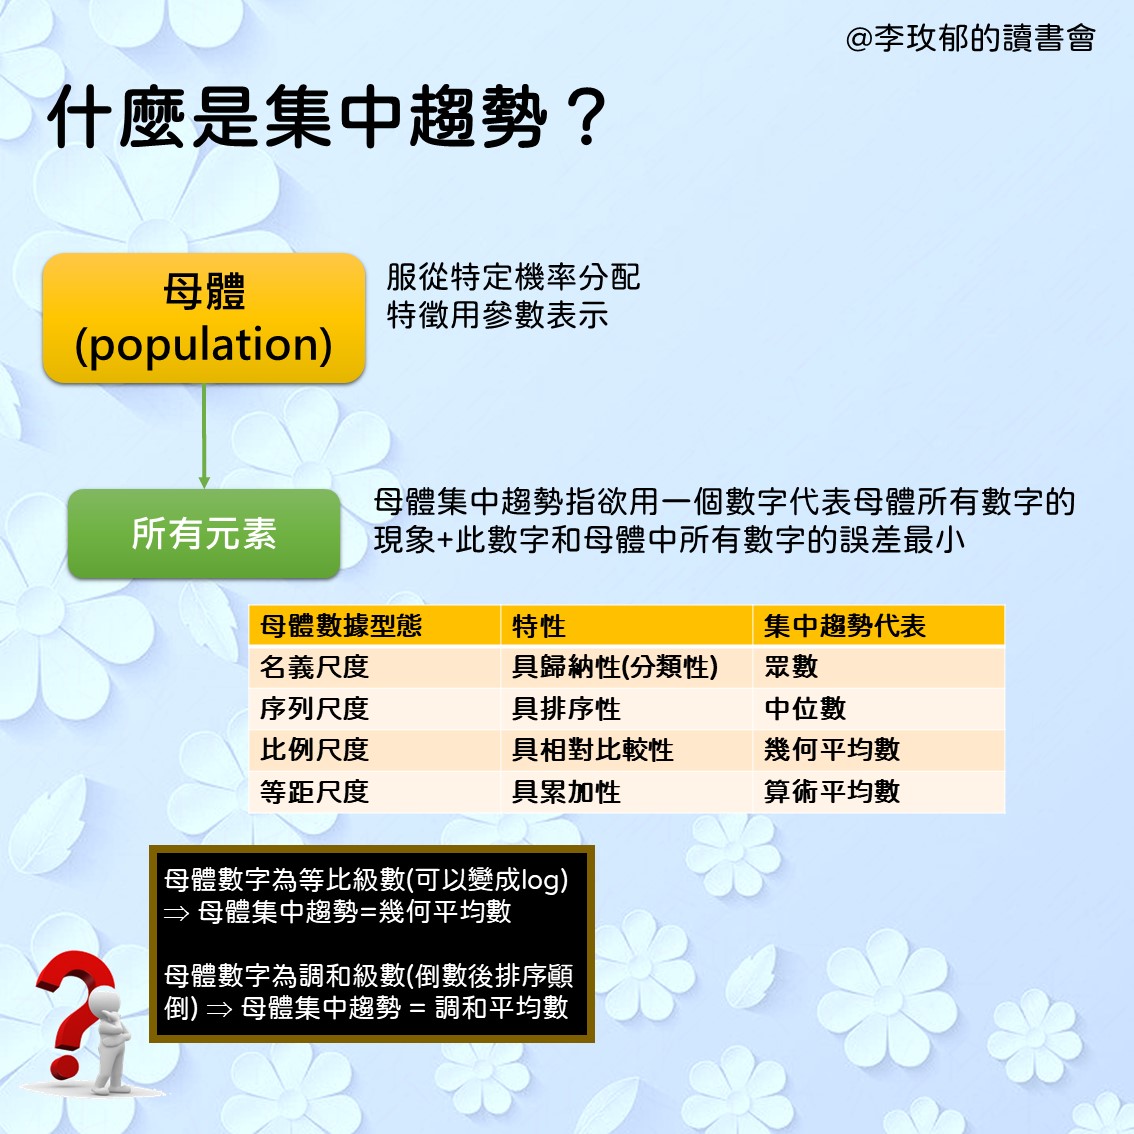 @李玫郁的讀書會
什麼是集中趨勢？
母體
(population)
服從特定機率分配
特徵用參數表示
所有元素
母體集中趨勢指欲用一個數字代表母體所有數字的
現象+此數字和母體中所有數字的誤差最小
母體數據型態 特性 集中趨勢代表
名義尺度 具歸納性(分類性) 眾數
序列尺度 具排序性 中位數
比例尺度 具相對比較性 幾何平均數
等距尺度 具累加性 算術平均數
母體數字為等比級數(可以變成log)
⇒ 母體集中趨勢=幾何平均數
母體數字為調和級數(倒數後排序顚
倒) ⇒ 母體集中趨勢 = 調和平均數